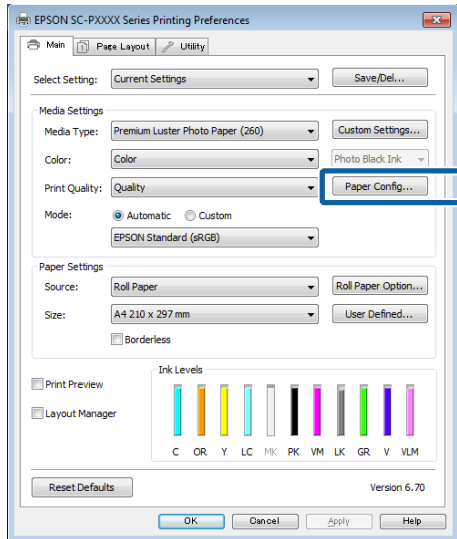 EPSON SC-PXXXX Series Printing Preferences
Main Page Layout Utility
Select Setting: Current Settings Save/Del...
Media Settings
Media Type: Premium Luster Photo Paper (260) Custom Settings...
Color: Color Photo Black Ink
Print Quality: Quality Paper Config...
Mode: Automatic Custom
EPSON Standard (sRGB)
Paper Settings
Source: Roll Paper Roll Paper Option...
Size: A4 210 x 297 mm User Defined...
Borderless
Ink Levels
Print Preview
Layout Manager
C OR Y LC MK PK VM LK GR V VLM
Reset Defaults Version 6.70
OK Cancel Apply Help